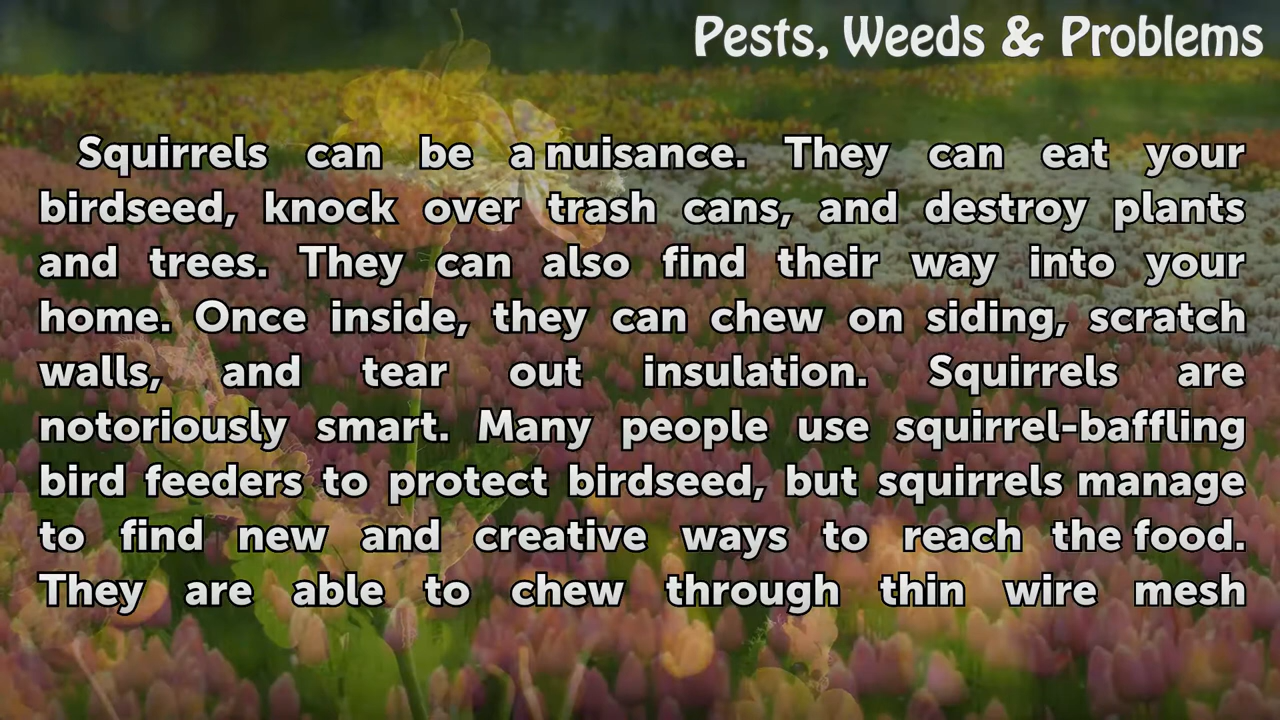 Pests, Weeds & Problems
Squirrels can be a nuisance. They can eat your
birdseed, knock over trash cans, and destroy plants
and trees. They can also find their way into your
home. Once inside, they can chew on siding, scratch
walls, and tear out insulation. Squirrels are
notoriously smart. Many people use squirrel-baffling
bird feeders to protect birdseed, but squirrels manage
to find new and creative ways to reach the food.
They are able to chew through thin wire mesh